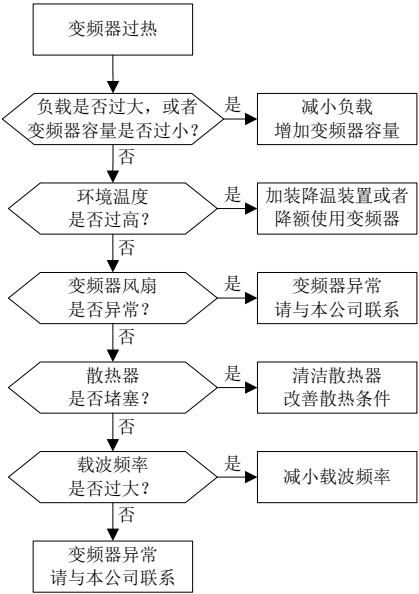 变频器过热
负载是否过大，或者
变频器容量是否过小？
是
减小负载
增加变频器容量
否
环境温度
是否过高？
是
加装降温装置或者
降额使用变频器
否
变频器风扇
是否异常？
是
变频器异常
请与本公司联系
否
散热器
是否堵塞？
是
清洁散热器
改善散热条件
否
载波频率
是否过大？
是
减小载波频率
否
变频器异常
请与本公司联系